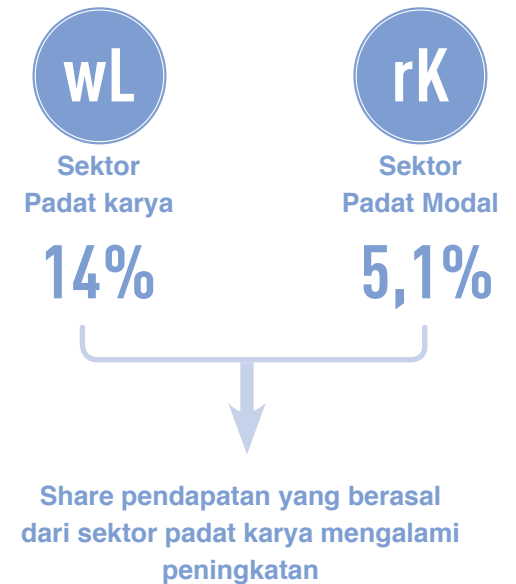 wL
Sektor
Padat karya
14%
rK
Sektor
Padat Modal
5,1%
Share pendapatan yang berasal
dari sektor padat karya mengalami
peningkatan